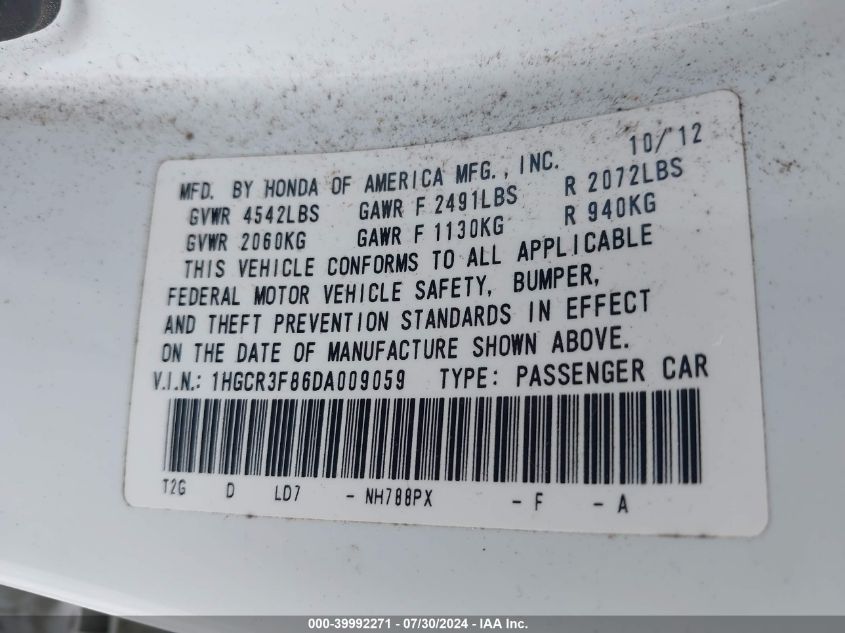 10/'12
MFD. BY HONDA OF AMERICA MFG., INC.
GVWR 4542LBS GAWR F 2491LBS R 2072LBS
GVWR 2060KG GAWR F 1130KG R 940KG
THIS VEHICLE CONFORMS TO ALL APPLICABLE
FEDERAL MOTOR VEHICLE SAFETY, BUMPER,
AND THEFT PREVENTION STANDARDS IN EFFECT
ON THE DATE OF MANUFACTURE SHOWN ABOVE.
V.I.N.: 1HGCR3F86DA009059 TYPE: PASSENGER CAR
T2G D LD7 - NH788PX - F - A
000-39992271 - 07/30/2024 - IAA Inc.